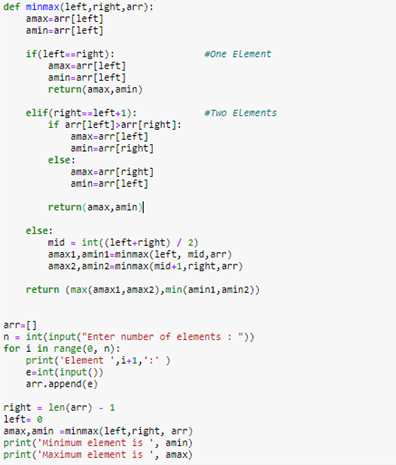 def minmax(left,right,arr):
    amax=arr[left]
    amin=arr[left]
    if(left==right):                #One Element
        amax=arr[left]
        amin=arr[left]
        return(amax,amin)
    elif(right==left+1):            #Two Elements
        if arr[left]>arr[right]:
            amax=arr[left]
            amin=arr[right]
        else:
            amax=arr[right]
            amin=arr[left]
        return(amax,amin)
    else:
        mid = int((left+right) / 2)
        amax1,amin1=minmax(left, mid,arr)
        amax2,amin2=minmax(mid+1,right,arr)
    return (max(amax1,amax2),min(amin1,amin2))
arr=[]
n = int(input("Enter number of elements : "))
for i in range(0, n):
    print('Element ',i+1,':' )
    e=int(input())
    arr.append(e)
right = len(arr) - 1
left= 0
amax,amin =minmax(left,right, arr)
print('Minimum element is ', amin)
print('Maximum element is ', amax)